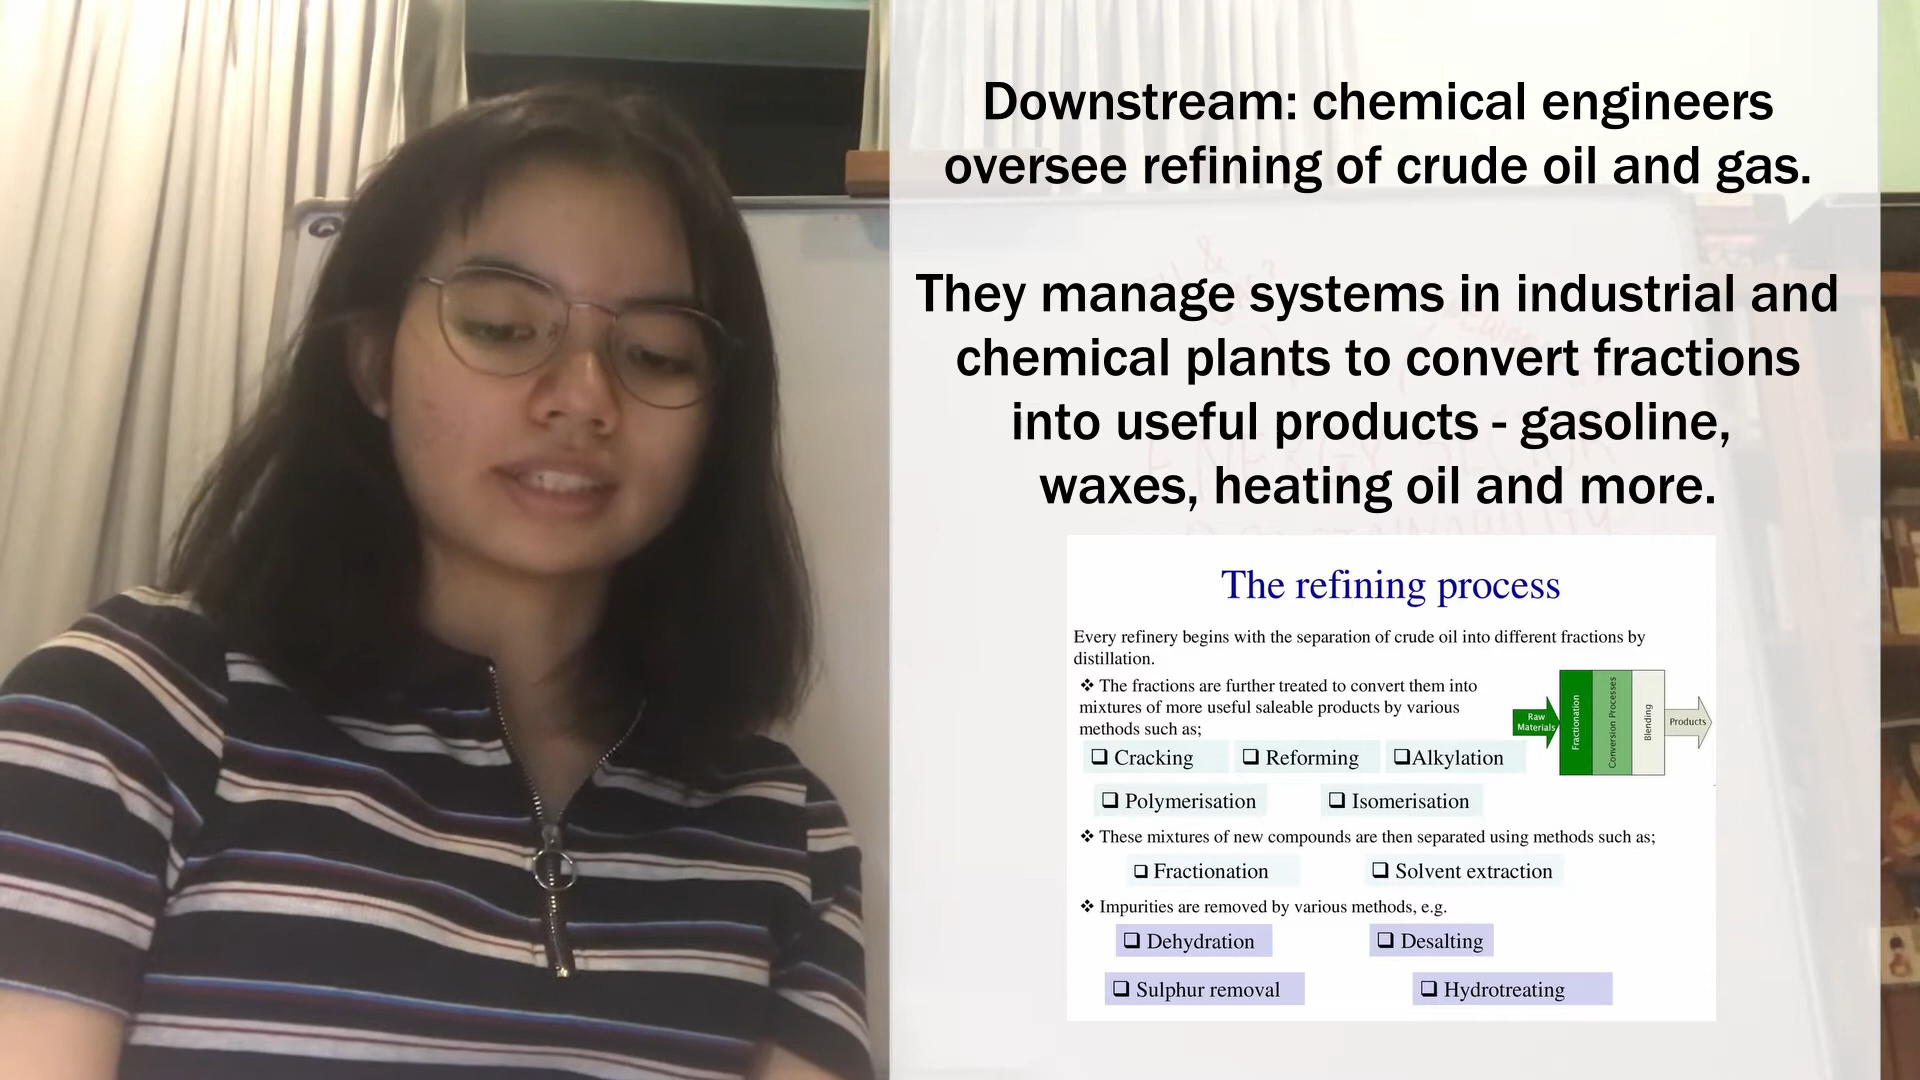 Downstream: chemical engineers
oversee refining of crude oil and gas.
They manage systems in industrial and
chemical plants to convert fractions
into useful products - gasoline,
waxes, heating oil and more.
The refining process
Every refinery begins with the separation of crude oil into different fractions by
distillation.
❖ The fractions are further treated to convert them into
mixtures of more useful saleable products by various
methods such as;
Raw
Materials
Fractionation
Conversion Processes
Blending
Products
❑ Cracking ❑ Reforming ❑Alkylation
❑ Polymerisation ❑ Isomerisation
❖ These mixtures of new compounds are then separated using methods such as;
❑ Fractionation ❑ Solvent extraction
❖ Impurities are removed by various methods, e.g.
❑ Dehydration ❑ Desalting
❑ Sulphur removal ❑ Hydrotreating